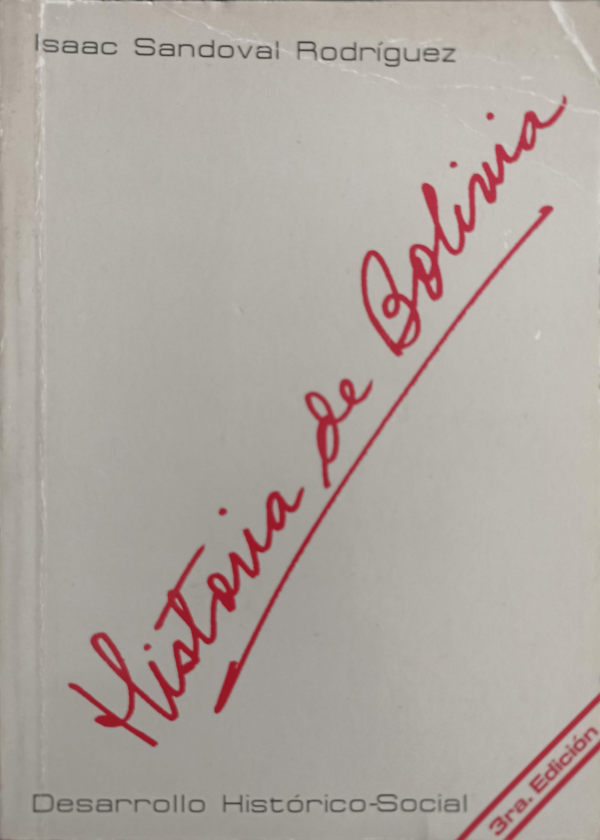 Isaac Sandoval Rodríguez
Historia de Bolivia
Desarrollo Histórico-Social
3ra. Edición